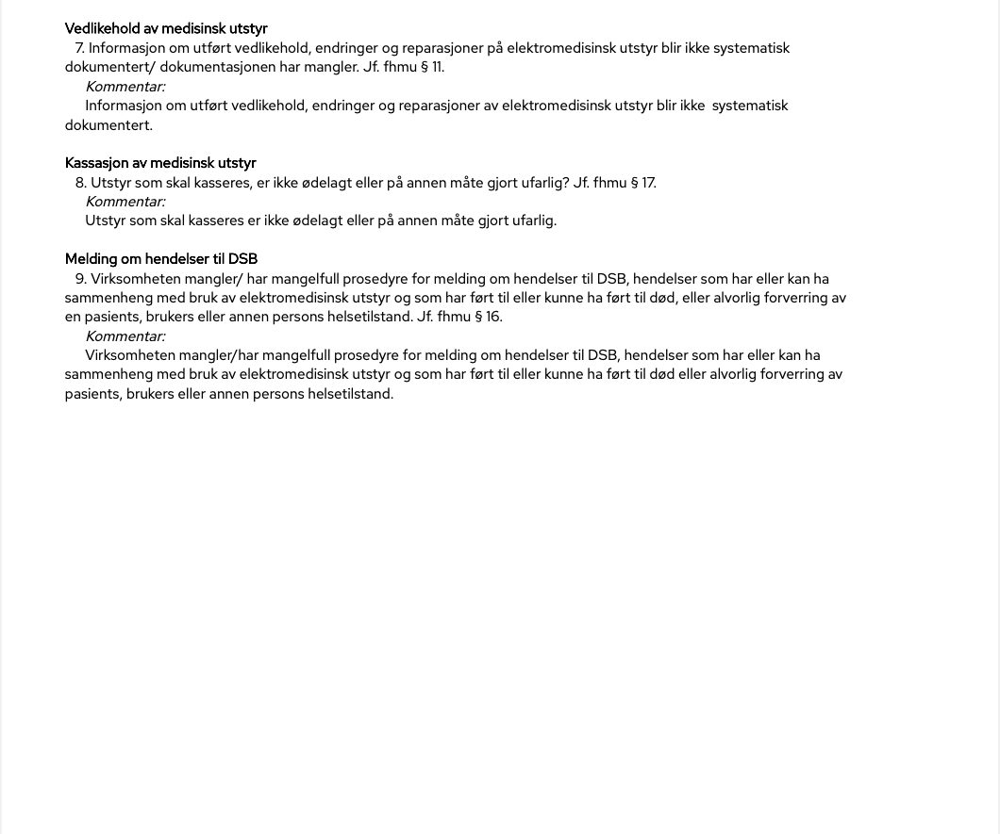 Vedlikehold av medisinsk utstyr
7. Informasjon om utført vedlikehold, endringer og reparasjoner på elektromedisinsk utstyr blir ikke systematisk
dokumentert/ dokumentasjonen har mangler. Jf. fhmu § 11.
Kommentar:
Informasjon om utført vedlikehold, endringer og reparasjoner av elektromedisinsk utstyr blir ikke  systematisk
dokumentert.
Kassasjon av medisinsk utstyr
8. Utstyr som skal kasseres, er ikke ødelagt eller på annen måte gjort ufarlig? Jf. fhmu § 17.
Kommentar:
Utstyr som skal kasseres er ikke ødelagt eller på annen måte gjort ufarlig.
Melding om hendelser til DSB
9. Virksomheten mangler/ har mangelfull prosedyre for melding om hendelser til DSB, hendelser som har eller kan ha
sammenheng med bruk av elektromedisinsk utstyr og som har ført til eller kunne ha ført til død, eller alvorlig forverring av
en pasients, brukers eller annen persons helsetilstand. Jf. fhmu § 16.
Kommentar:
Virksomheten mangler/har mangelfull prosedyre for melding om hendelser til DSB, hendelser som har eller kan ha
sammenheng med bruk av elektromedisinsk utstyr og som har ført til eller kunne ha ført til død eller alvorlig forverring av
pasients, brukers eller annen persons helsetilstand.